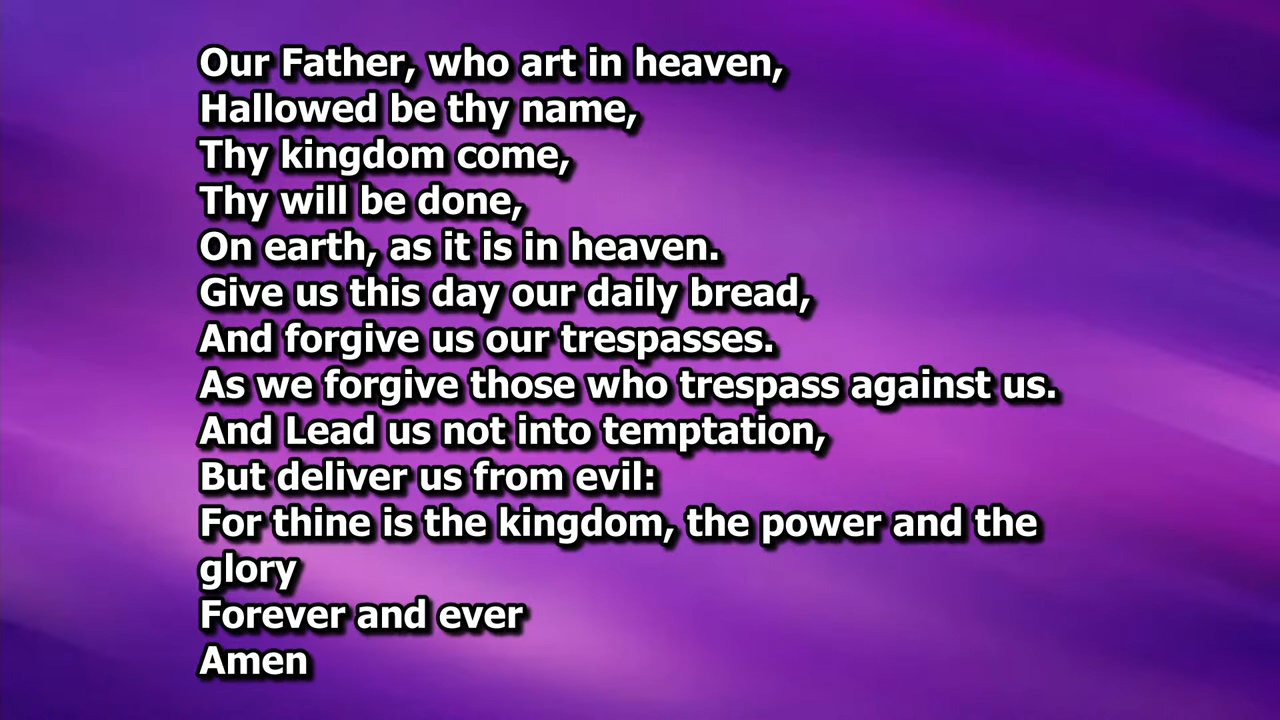 Our Father, who art in heaven,
Hallowed be thy name,
Thy kingdom come,
Thy will be done,
On earth, as it is in heaven.
Give us this day our daily bread,
And forgive us our trespasses.
As we forgive those who trespass against us.
And Lead us not into temptation,
But deliver us from evil:
For thine is the kingdom, the power and the
glory
Forever and ever
Amen